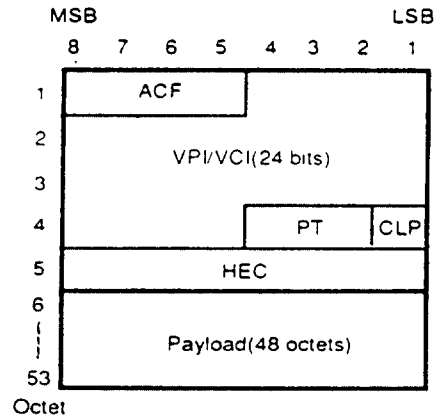 MSB LSB
8 7 6 5 4 3 2 1
1 ACF
2
VPI/VCI(24 bits)
3
4 PT CLP
5 HEC
6
Payload(48 octets)
53
Octet